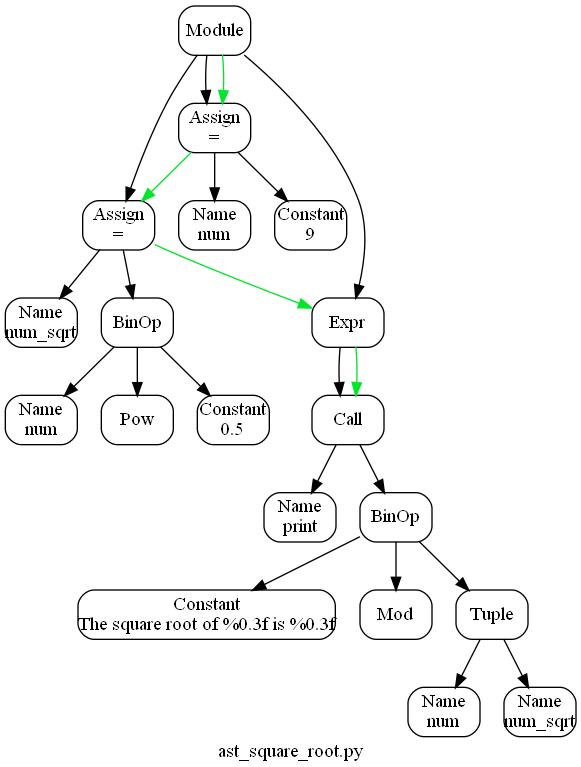 Module
Assign
=
Assign
=
Name
num
Constant
9
Name
num_sqrt
BinOp
Expr
Name
num
Pow
Constant
0.5
Call
Name
print
BinOp
Constant
The square root of %0.3f is %0.3f
Mod
Tuple
Name
num
Name
num_sqrt
ast_square_root.py